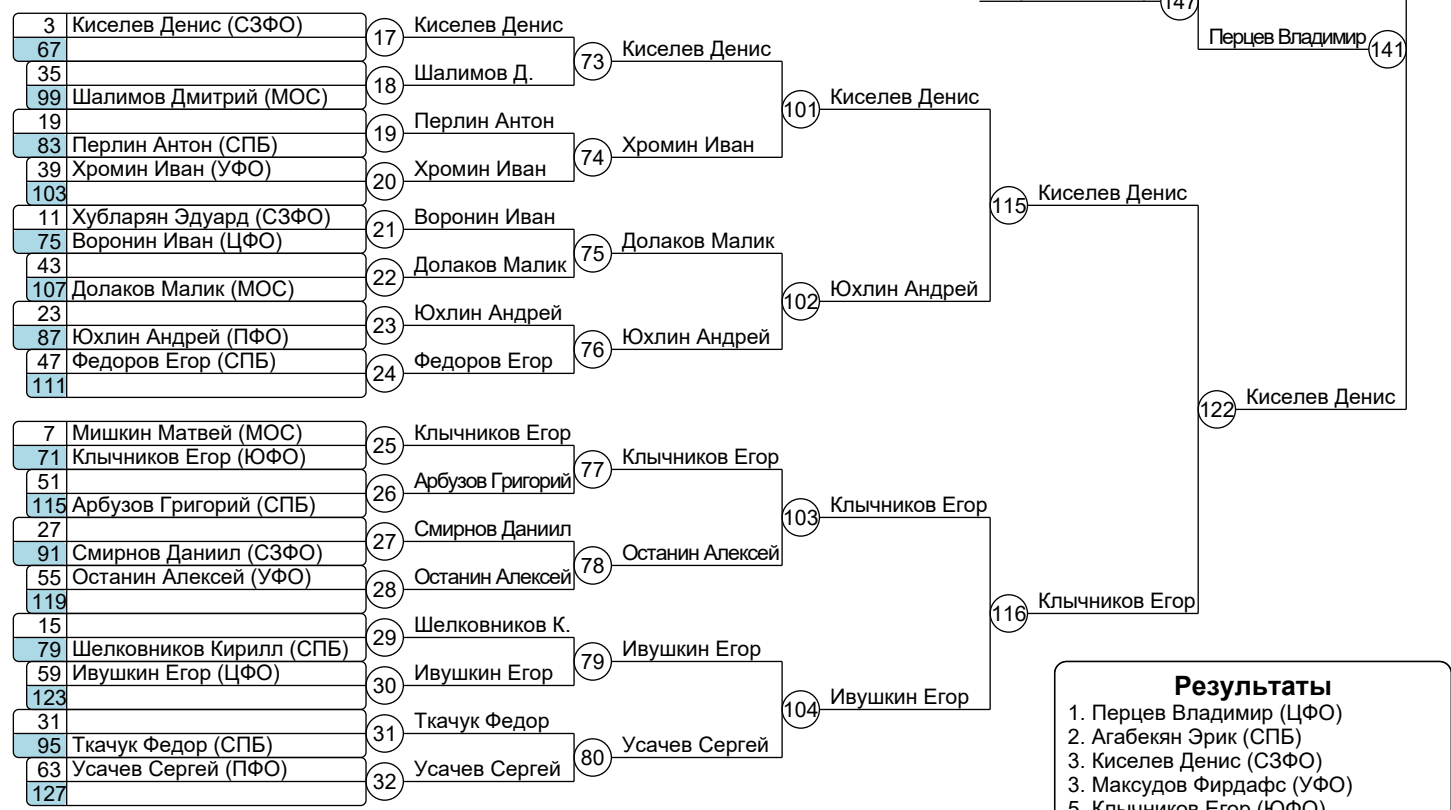 147
Перцев Владимир
141
3 Киселев Денис (СЗФО)
67
17
Киселев Денис
35
99 Шалимов Дмитрий (МОС)
18
Шалимов Д.
73
Киселев Денис
19
83 Перлин Антон (СПБ)
19
Перлин Антон
39 Хромин Иван (УФО)
103
20
Хромин Иван
74
Хромин Иван
101
Киселев Денис
11 Хубларян Эдуард (СЗФО)
75 Воронин Иван (ЦФО)
21
Воронин Иван
43
107 Долаков Малик (МОС)
22
Долаков Малик
75
Долаков Малик
23
87 Юхлин Андрей (ПФО)
23
Юхлин Андрей
47 Федоров Егор (СПБ)
111
24
Федоров Егор
76
Юхлин Андрей
102
Юхлин Андрей
115
Киселев Денис
7 Мишкин Матвей (МОС)
71 Клычников Егор (ЮФО)
25
Клычников Егор
51
115 Арбузов Григорий (СПБ)
26
Арбузов Григорий
77
Клычников Егор
27
91 Смирнов Даниил (СЗФО)
27
Смирнов Даниил
55 Останин Алексей (УФО)
119
28
Останин Алексей
78
Останин Алексей
103
Клычников Егор
15
79 Шелковников Кирилл (СПБ)
29
Шелковников К.
59 Ивушкин Егор (ЦФО)
123
30
Ивушкин Егор
79
Ивушкин Егор
31
95 Ткачук Федор (СПБ)
31
Ткачук Федор
63 Усачев Сергей (ПФО)
127
32
Усачев Сергей
80
Усачев Сергей
104
Ивушкин Егор
116
Клычников Егор
122
Киселев Денис
Результаты
1. Перцев Владимир (ЦФО)
2. Агабекян Эрик (СПБ)
3. Киселев Денис (СЗФО)
3. Максудов Фирдафс (УФО)
5. Клычников Егор (ЮФО)